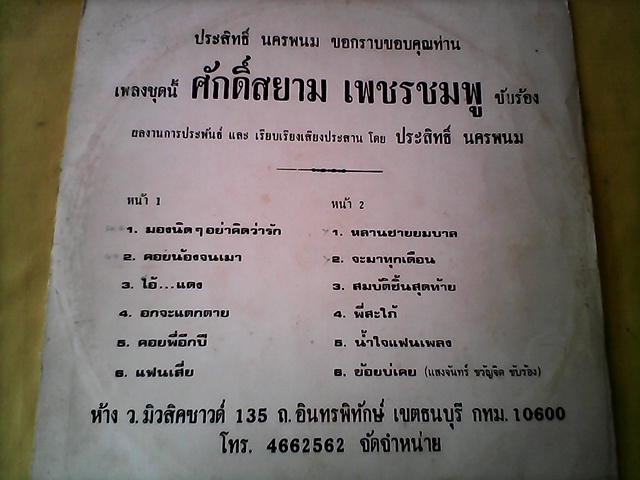 ประสิทธิ์ นครพนม ขอกราบขอบคุณท่าน
เพลงชุดนี้ ศักดิ์สยาม เพชรชมพู ขับร้อง
ผลงานการประพันธ์ และ เรียบเรียงเสียงประสาน โดย ประสิทธิ์ นครพนม
หน้า 1
1. มองนิด ๆ อย่าคิดว่ารัก
2. คอยน้องจนเมา
3. ไอ้...แดง
4. อกจะแตกตาย
5. คอยพี่อีกปี
6. แฟนเสี่ย
หน้า 2
1. หลานชายยมบาล
2. จะมาทุกเดือน
3. สมบัติชิ้นสุดท้าย
4. พี่สะใภ้
5. น้ำใจแฟนเพลง
6. ย้อยบ่เคย (แสงจันทร์ ขวัญจิต ขับร้อง)
ห้าง ว.มิวสิคซาวด์ 135 ถ.อินทรพิทักษ์ เขตธนบุรี กทม. 10600
โทร. 4662562 จัดจำหน่าย